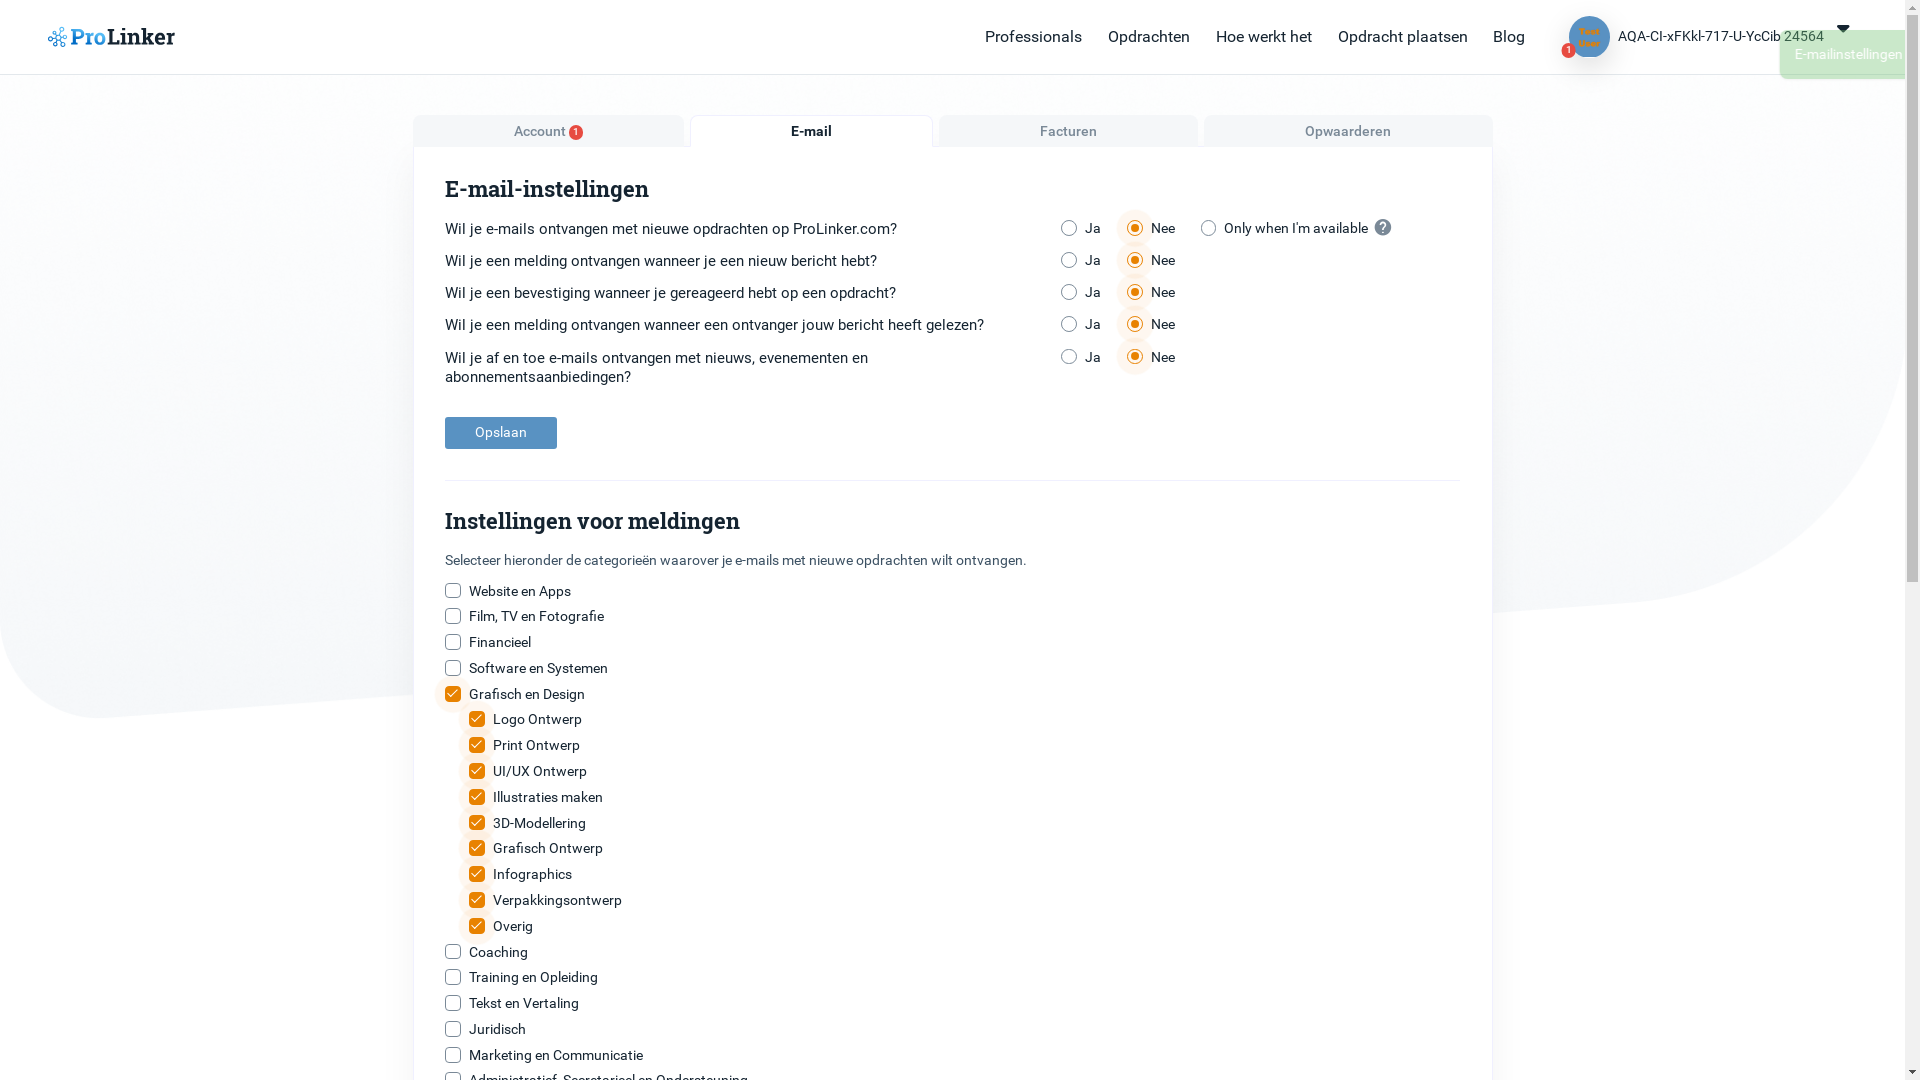 ProLinker
Professionals
Opdrachten
Hoe werkt het
Opdracht plaatsen
Blog
1
AQA-CI-xFKkl-717-U-YcCib 24564
E-mailinstellingen
Account 1
E-mail
Facturen
Opwaarderen
E-mail-instellingen
Wil je e-mails ontvangen met nieuwe opdrachten op ProLinker.com? Ja Nee Only when I'm available ?
Wil je een melding ontvangen wanneer je een nieuw bericht hebt? Ja Nee
Wil je een bevestiging wanneer je gereageerd hebt op een opdracht? Ja Nee
Wil je een melding ontvangen wanneer een ontvanger jouw bericht heeft gelezen? Ja Nee
Wil je af en toe e-mails ontvangen met nieuws, evenementen en Ja Nee
abonnementsaanbiedingen?
Opslaan
Instellingen voor meldingen
Selecteer hieronder de categorieën waarover je e-mails met nieuwe opdrachten wilt ontvangen.
Website en Apps
Film, TV en Fotografie
Financieel
Software en Systemen
Grafisch en Design
Logo Ontwerp
Print Ontwerp
UI/UX Ontwerp
Illustraties maken
3D-Modellering
Grafisch Ontwerp
Infographics
Verpakkingsontwerp
Overig
Coaching
Training en Opleiding
Tekst en Vertaling
Juridisch
Marketing en Communicatie
Administratief, Secretarieel en Ondersteuning